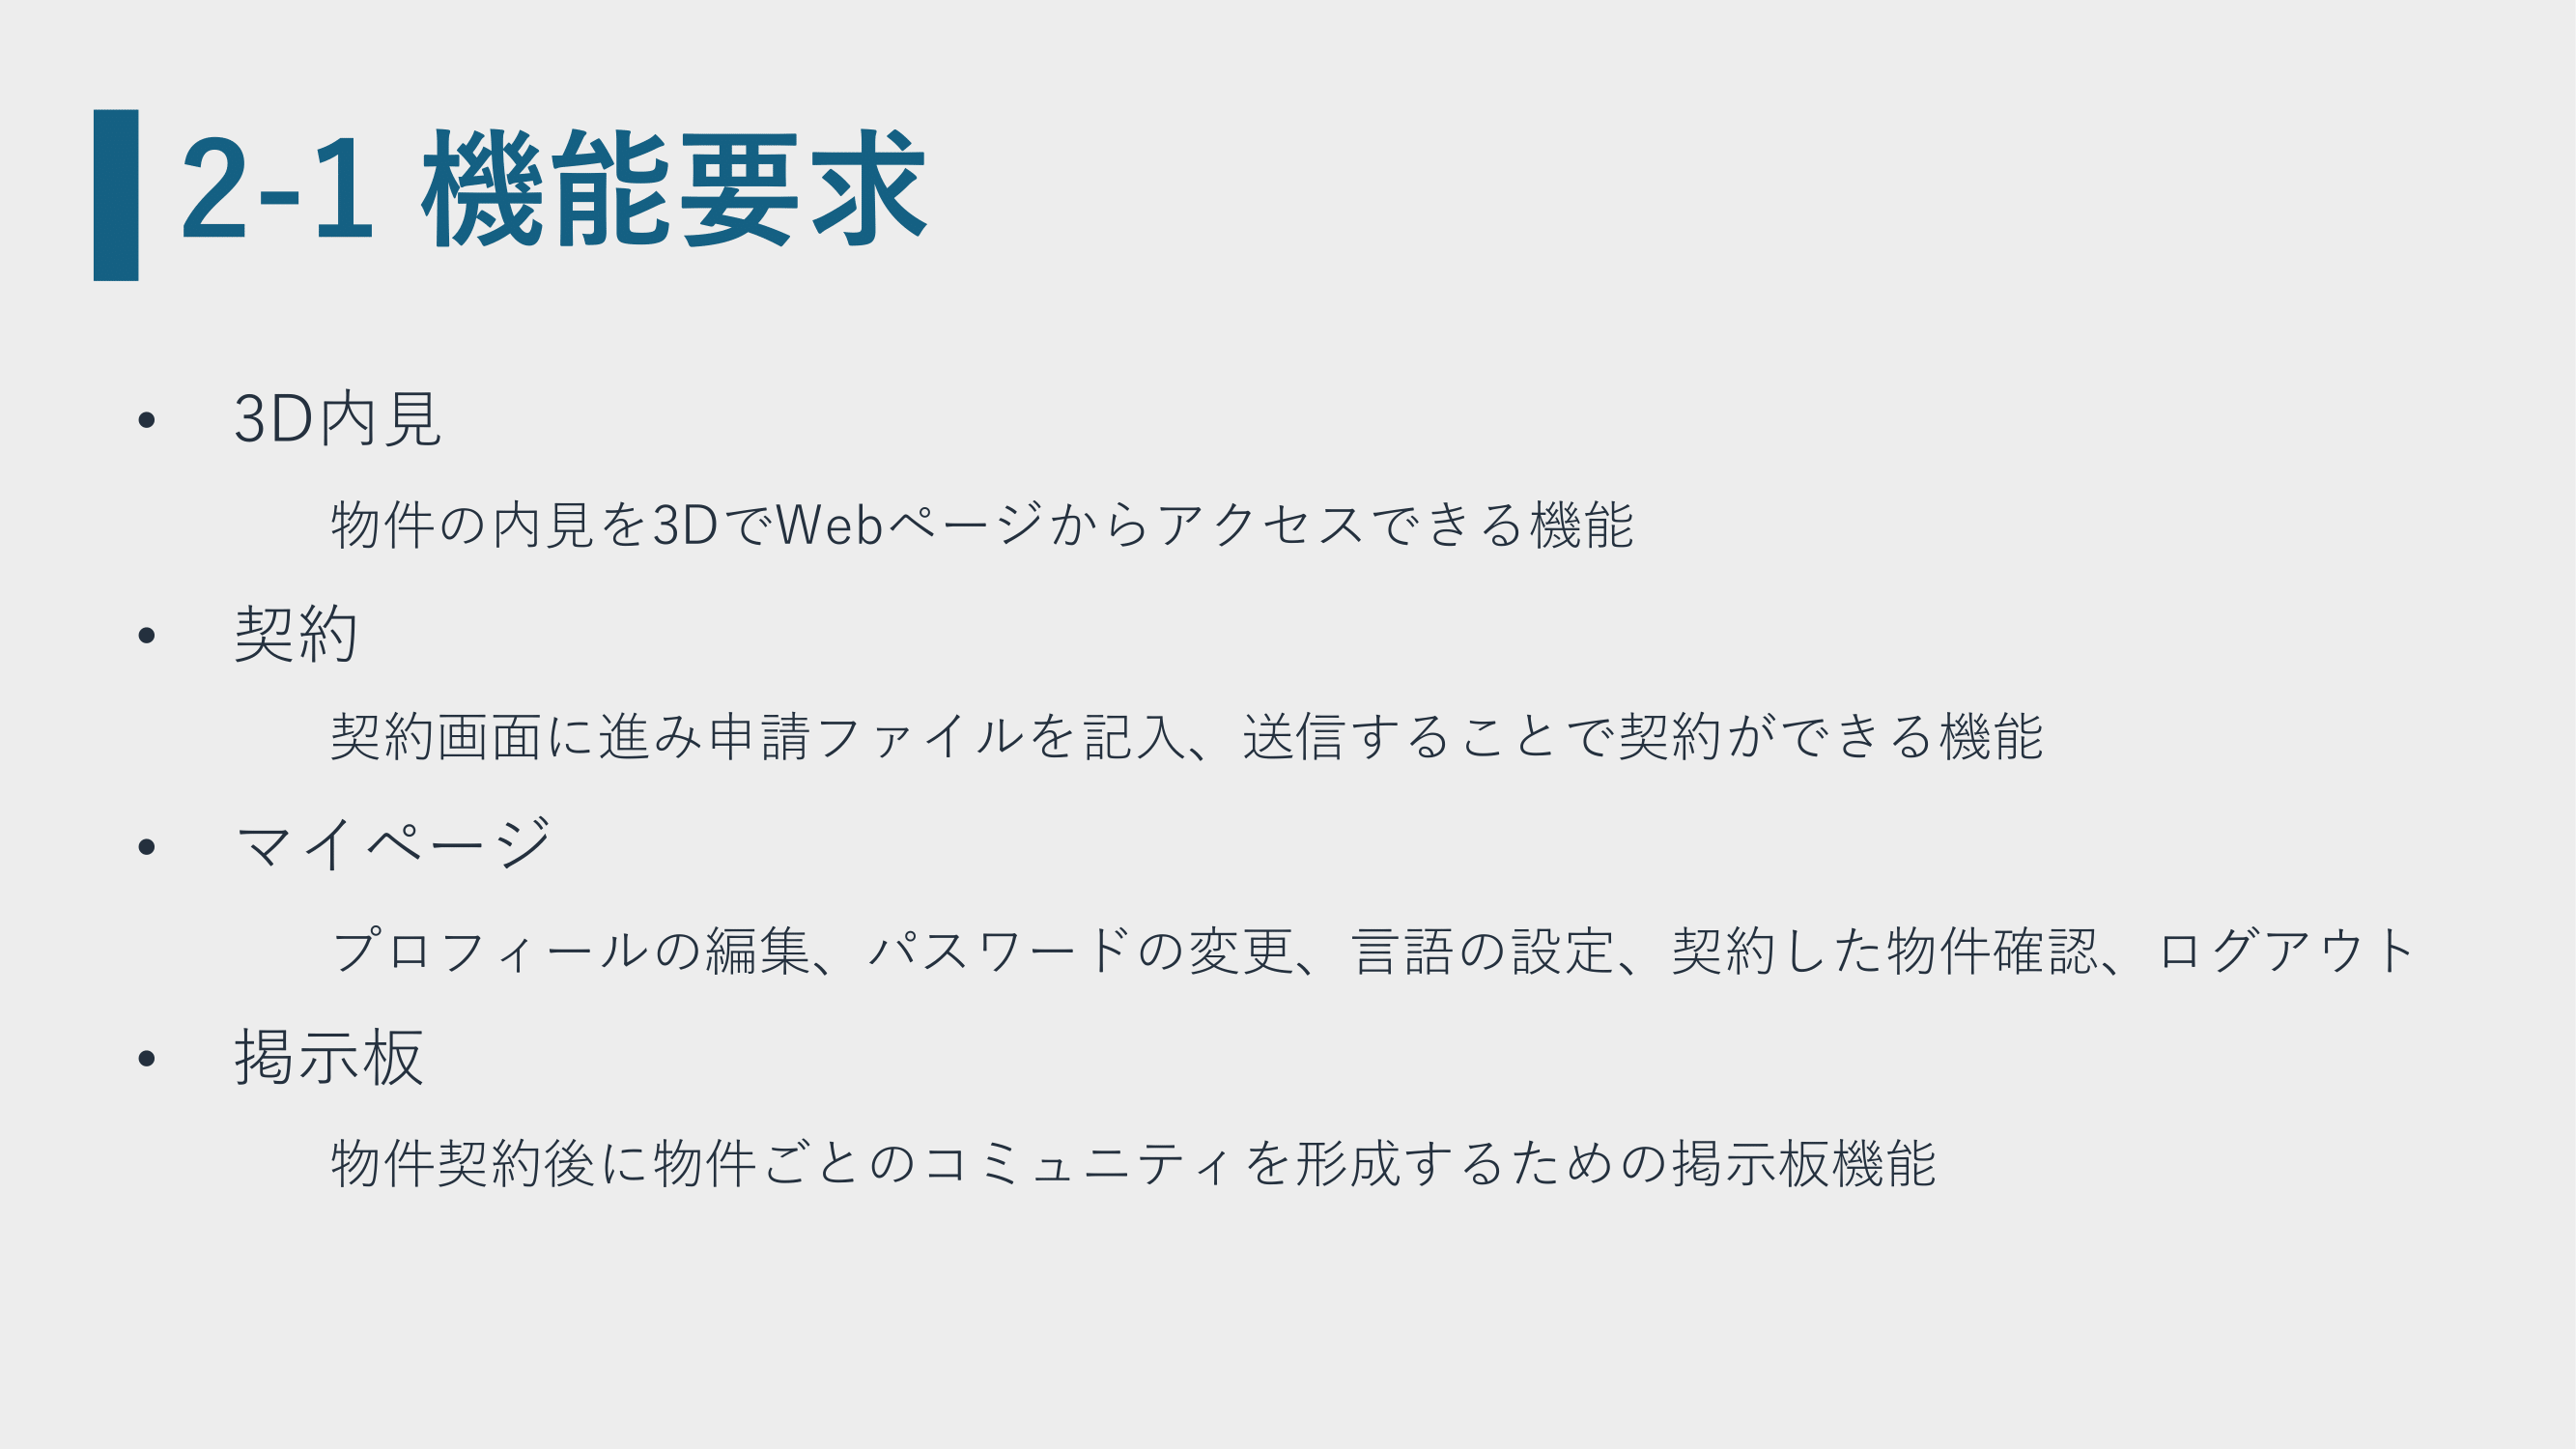 2-1 機能要求
• 3D内見
物件の内見を3DでWebページからアクセスできる機能
• 契約
契約画面に進み申請ファイルを記入、送信することで契約ができる機能
• マイページ
プロフィールの編集、パスワードの変更、言語の設定、契約した物件確認、ログアウト
• 掲示板
物件契約後に物件ごとのコミュニティを形成するための掲示板機能